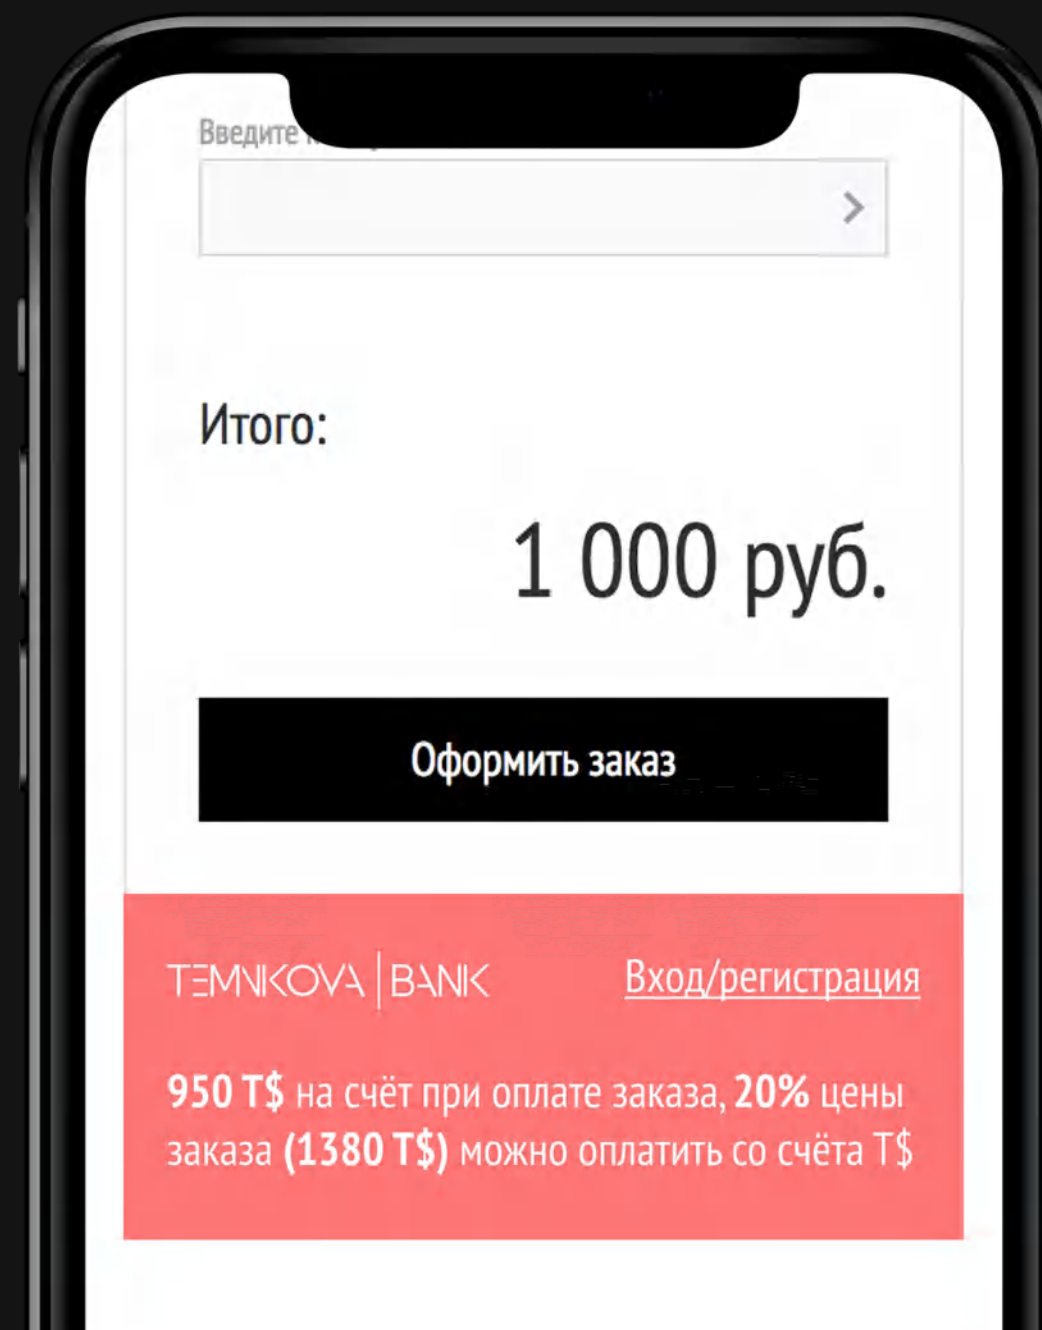 Введите
Итого:
1 000 руб.
Оформить заказ
TEMNIKOVA | BANK
Вход/регистрация
950 T$ на счёт при оплате заказа, 20% цены
заказа (1380 T$) можно оплатить со счёта T$